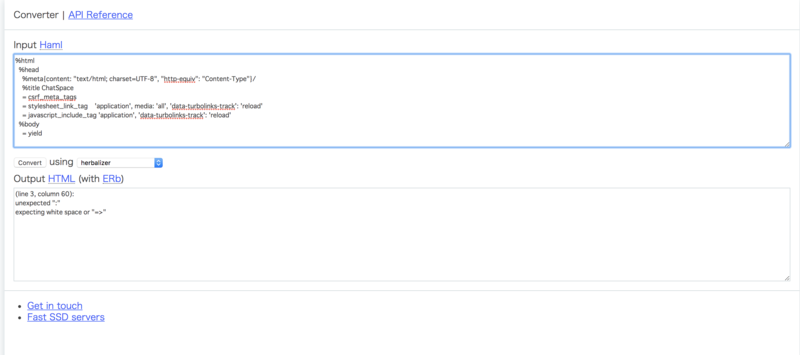 Converter | API Reference
Input Haml
%html
%head
%meta{content: "text/html; charset=UTF-8", "http-equiv": "Content-Type"}/
%title ChatSpace
= csrf_meta_tags
= stylesheet_link_tag    'application', media: 'all', 'data-turbolinks-track': 'reload'
= javascript_include_tag 'application', 'data-turbolinks-track': 'reload'
%body
= yield
Convert using herbalizer
Output HTML (with ERb)
(line 3, column 60):
unexpected ":"
expecting white space or "=>"
Get in touch
Fast SSD servers